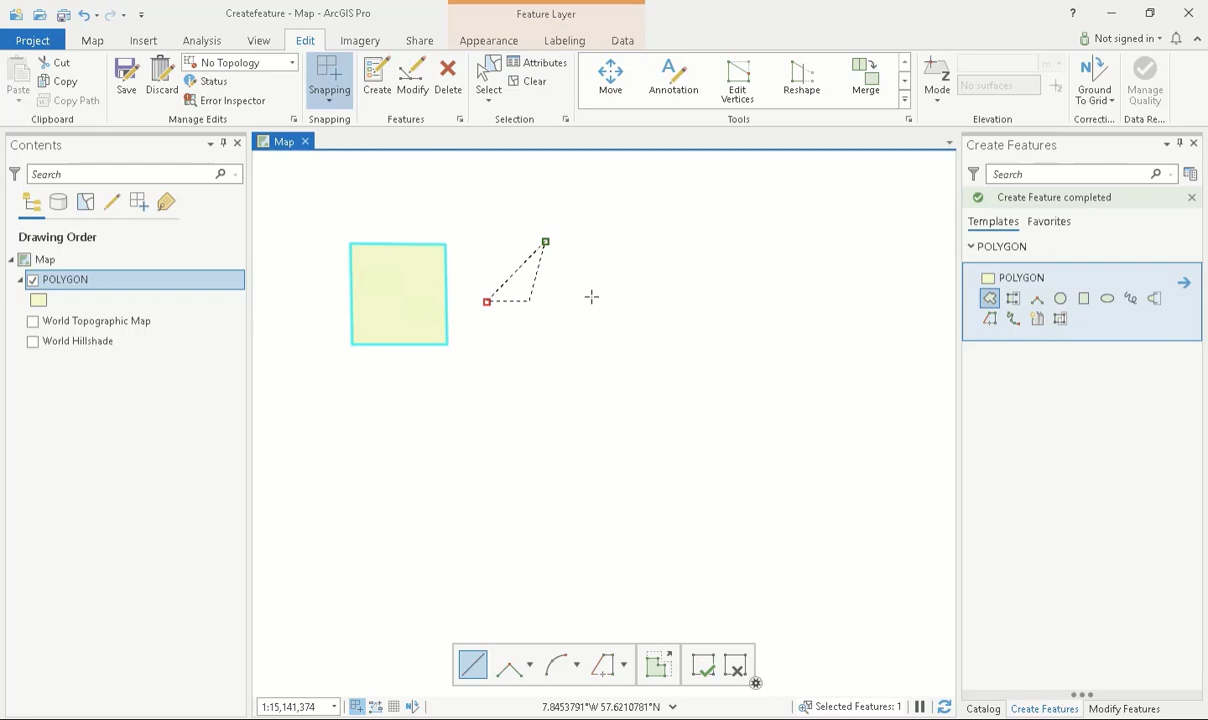 Createfeature - Map - ArcGIS Pro
Feature Layer
?
Project
Map
Insert
Analysis
View
Edit
Imagery
Share
Appearance
Labeling
Data
Not signed in
Paste
Cut
Copy
Copy Path
Clipboard
Save
Discard
No Topology
Status
Error Inspector
Manage Edits
Snapping
Snapping
Create
Modify
Delete
Features
Select
Attributes
Clear
Selection
Move
Annotation
Edit
Vertices
Reshape
Merge
Tools
Mode
No surfaces
m
Elevation
Ground
To Grid
Correcti...
Manage
Quality
Data Re...
Contents
Search
Drawing Order
Map
POLYGON
World Topographic Map
World Hillshade
Map
Create Features
Search
Create Feature completed
Templates
Favorites
POLYGON
POLYGON
1:15,141,374
7.8453791°W 57.6210781°N
Selected Features: 1
Catalog
Create Features
Modify Features